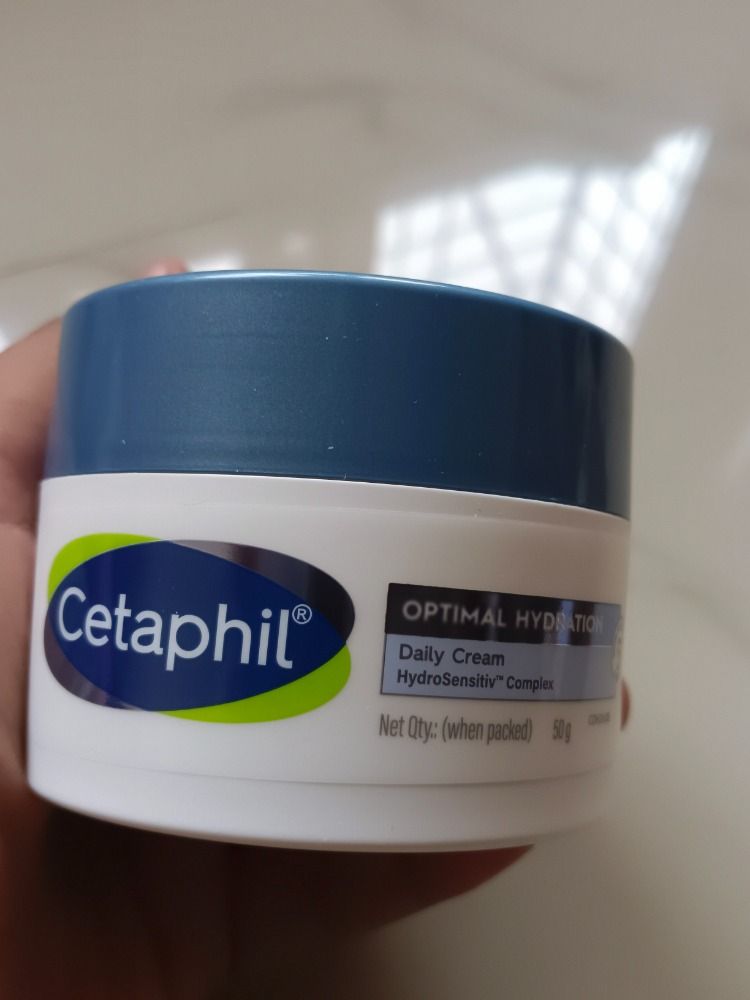 Cetaphil®
OPTIMAL HYDRATION
Daily Cream
HydroSensitiv™ Complex
Net Qty.: (when packed) 50 g